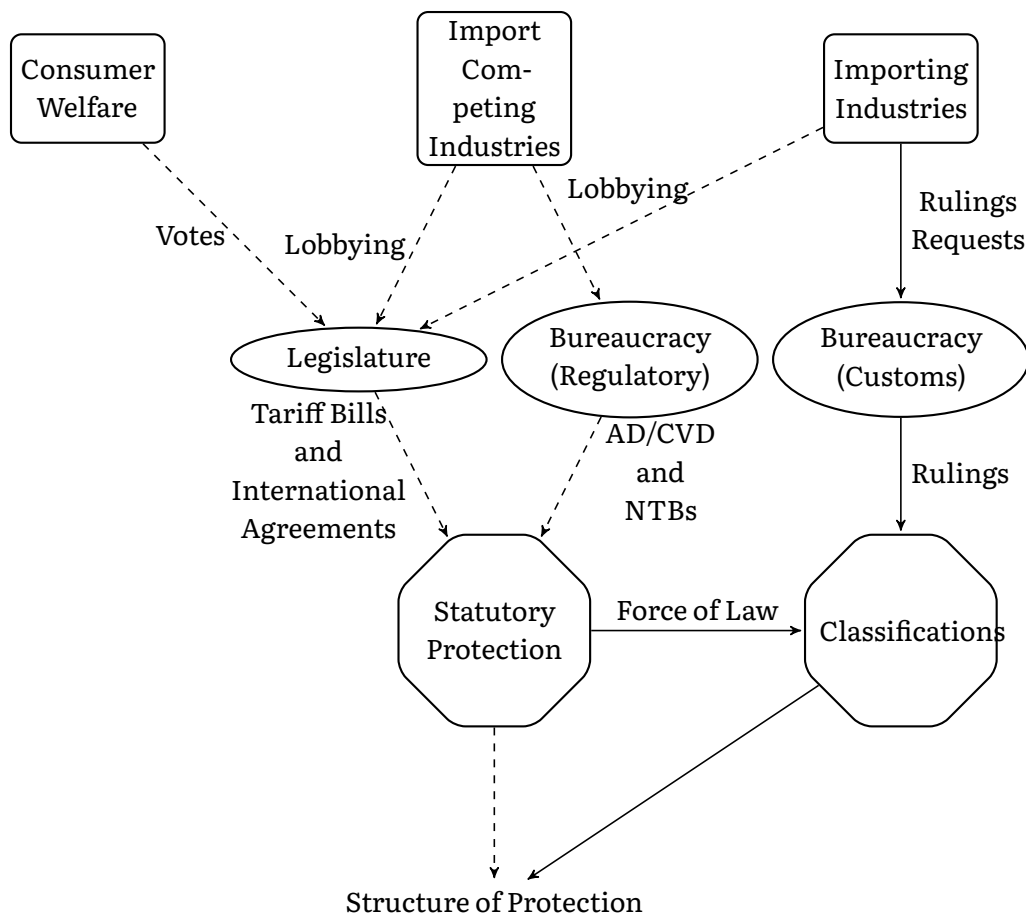 Consumer
Welfare
Import
Com-
peting
Industries
Importing
Industries
Votes
Lobbying
Lobbying
Rulings
Requests
Legislature
Bureaucracy
(Regulatory)
Bureaucracy
(Customs)
Tariff Bills
and
International
Agreements
AD/CVD
and
NTBs
Rulings
Statutory
Protection
Force of Law
Classifications
Structure of Protection